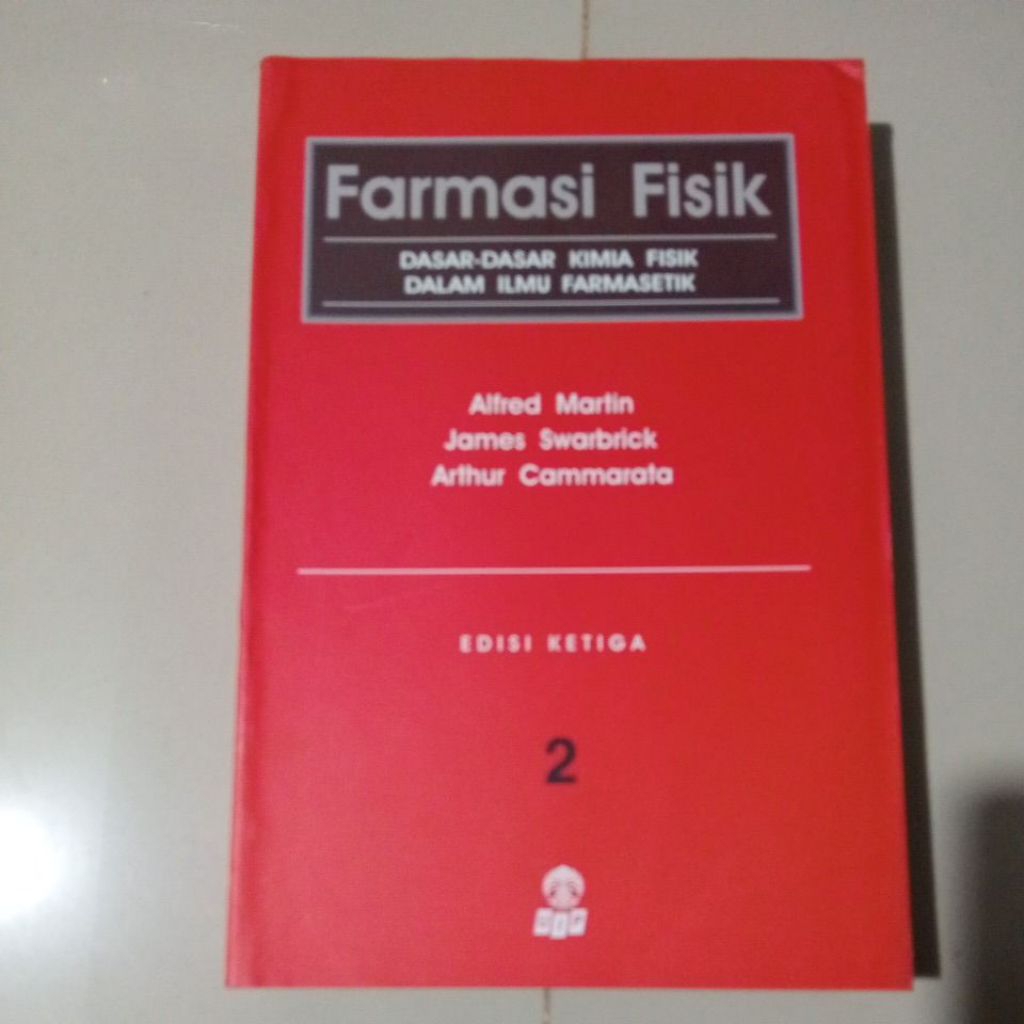 Farmasi Fisik
DASAR-DASAR KIMIA FISIK
DALAM ILMU FARMASETIK
Alfred Martin
James Swarbrick
Arthur Cammarata
EDISI KETIGA
2